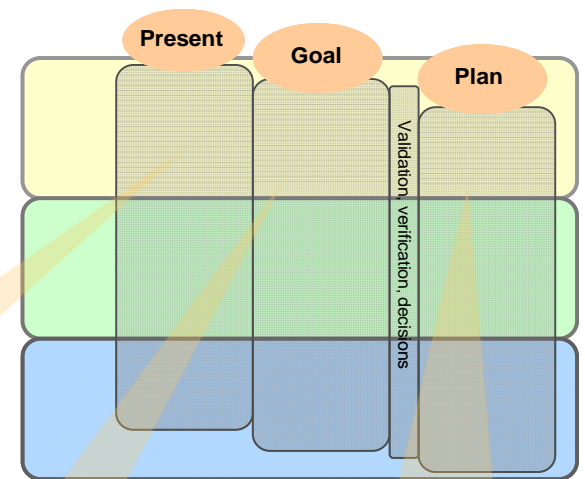 Present
Goal
Plan
Validation, verification, decisions